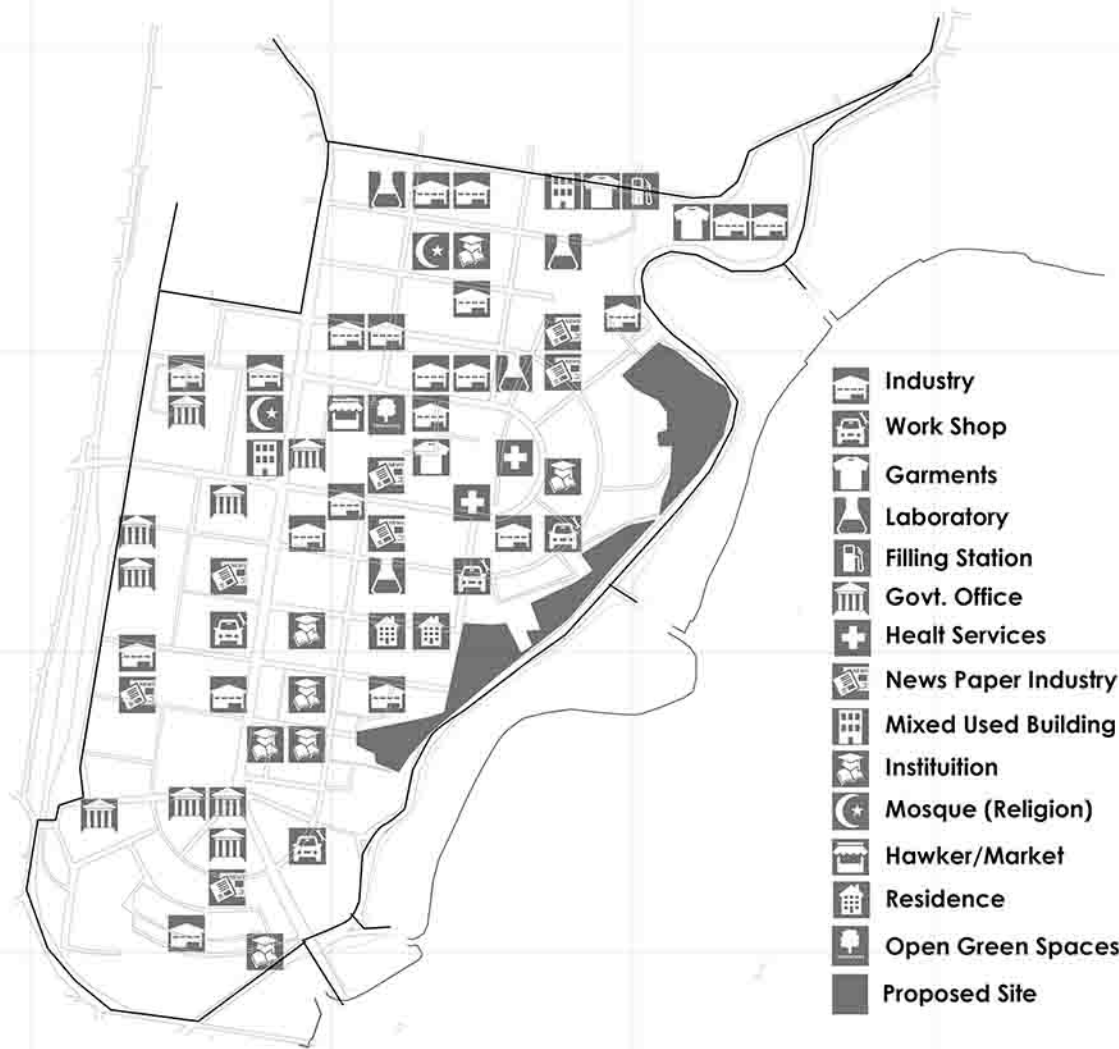 Industry
Work Shop
Garments
Laboratory
Filling Station
Govt. Office
Healt Services
News Paper Industry
Mixed Used Building
Instituition
Mosque (Religion)
Hawker/Market
Residence
Open Green Spaces
Proposed Site